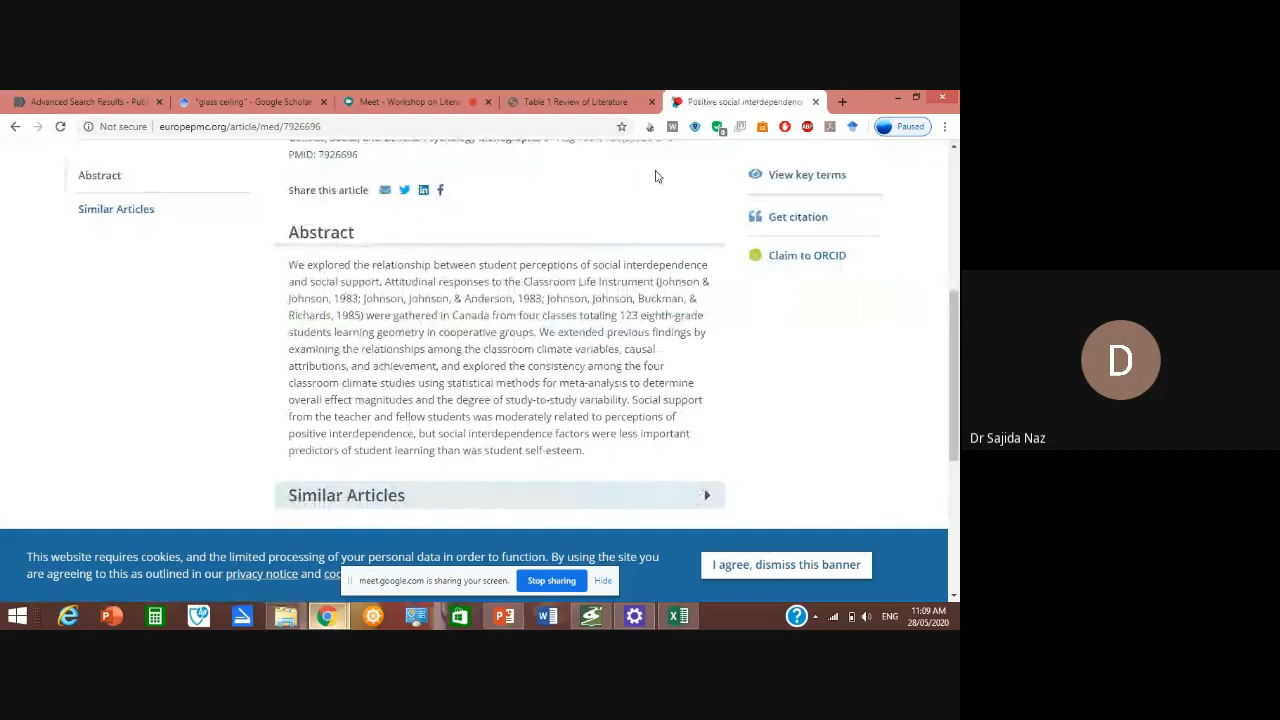 Advanced Search Results - Publ
"glass ceiling" - Google Scholar
Meet - Workshop on Litera
Table 1 Review of Literature
Positive social interdependenc
Not secure
europepmc.org/article/med/7926696
Paused
PMID: 7926696
Abstract
Similar Articles
Share this article
View key terms
Get citation
Claim to ORCID
Abstract
We explored the relationship between student perceptions of social interdependence
and social support. Attitudinal responses to the Classroom Life Instrument (Johnson &
Johnson, 1983; Johnson, Johnson, & Anderson, 1983; Johnson, Johnson, Buckman, &
Richards, 1985) were gathered in Canada from four classes totaling 123 eighth-grade
students learning geometry in cooperative groups. We extended previous findings by
examining the relationships among the classroom climate variables, causal
attributions, and achievement, and explored the consistency among the four
classroom climate studies using statistical methods for meta-analysis to determine
overall effect magnitudes and the degree of study-to-study variability. Social support
from the teacher and fellow students was moderately related to perceptions of
positive interdependence, but social interdependence factors were less important
predictors of student learning than was student self-esteem.
Similar Articles
This website requires cookies, and the limited processing of your personal data in order to function. By using the site you
are agreeing to this as outlined in our privacy notice and coo
I agree, dismiss this banner
meet.google.com is sharing your screen.
Stop sharing
Hide
ENG
11:09 AM
28/05/2020
D
Dr Sajida Naz